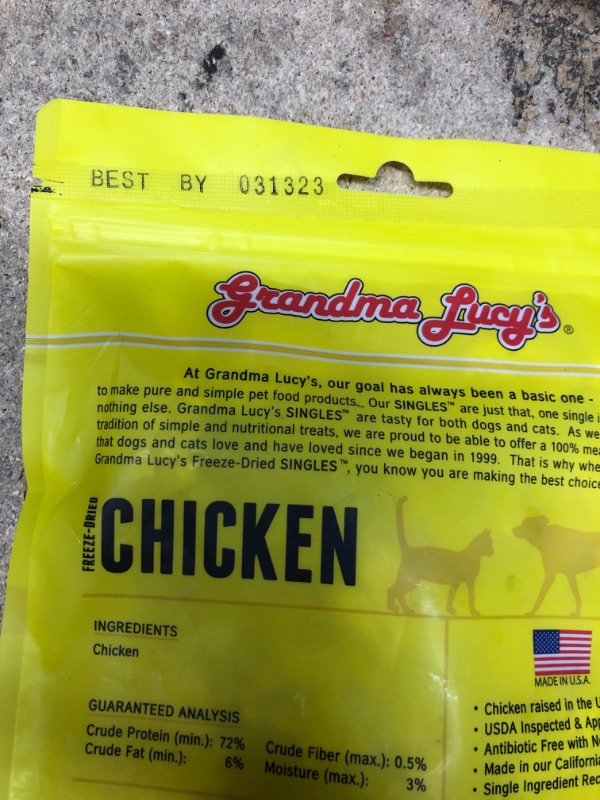 BEST BY 031323
Grandma Lucy's ®
At Grandma Lucy's, our goal has always been a basic one -
to make pure and simple pet food products. Our SINGLES™ are just that, one single
nothing else. Grandma Lucy's SINGLES™ are tasty for both dogs and cats. As we
tradition of simple and nutritional treats, we are proud to be able to offer a 100%
that dogs and cats love and have loved since we began in 1999. That is why
Grandma Lucy's Freeze-Dried SINGLES™, you know you are making the best choice
FREEZE-DRIED
CHICKEN
INGREDIENTS
Chicken
GUARANTEED ANALYSIS
Crude Protein (min.): 72%
Crude Fat (min.): 6%
Crude Fiber (max.): 0.5%
Moisture (max.): 3%
MADE IN U.S.A.
• Chicken raised in the
• USDA Inspected &
• Antibiotic Free with
• Made in our California
• Single Ingredient